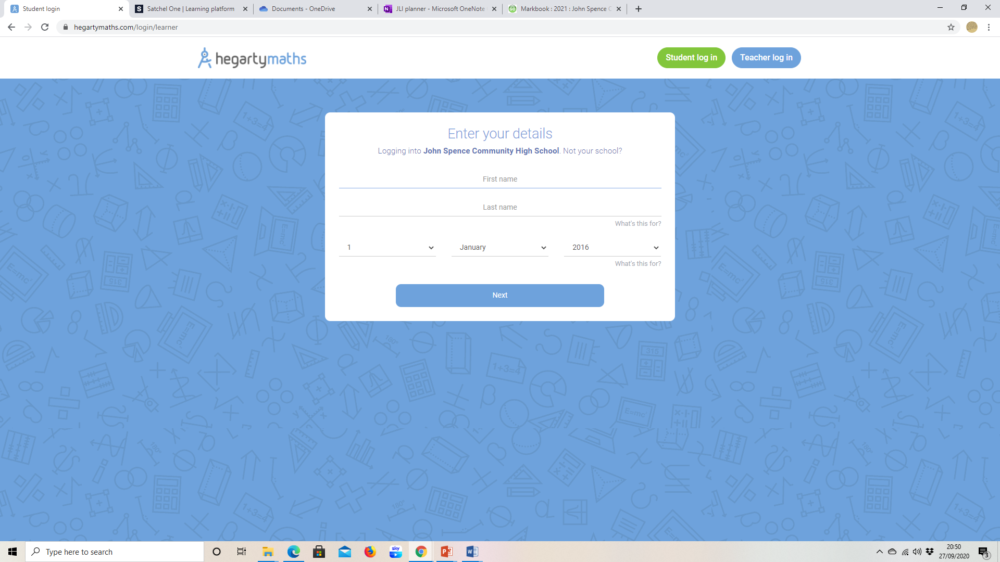 Student login
Satchel One | Learning platform
Documents - OneDrive
JLI planner - Microsoft OneNote
Markbook : 2021 : John Spence C
hegartymaths.com/login/learner
hegartymaths
Student log in
Teacher log in
Enter your details
Logging into John Spence Community High School. Not your school?
First name
Last name
What's this for?
1
January
2016
What's this for?
Next
Type here to search
20:50
27/09/2020
3